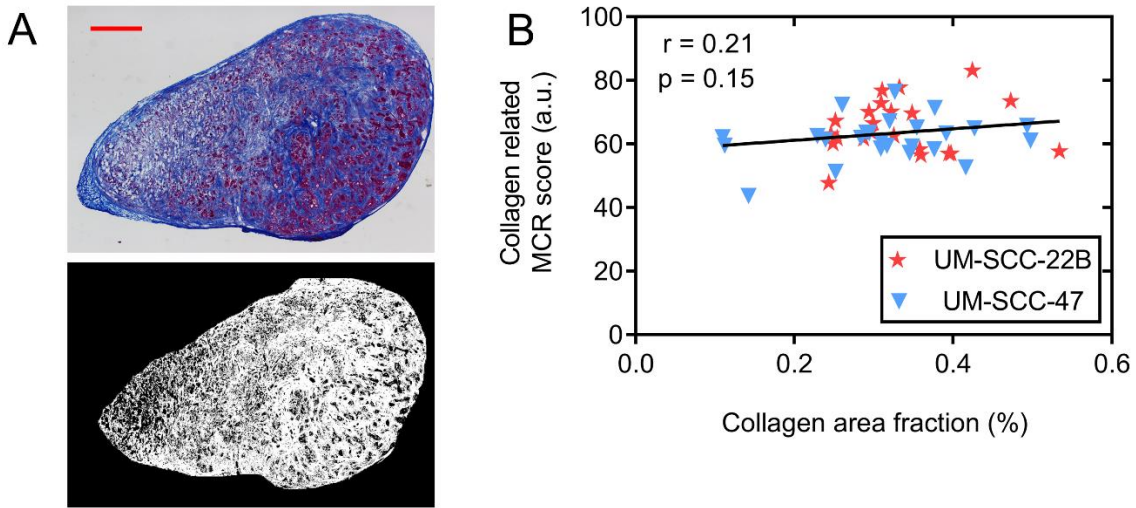 A
B
r = 0.21
p = 0.15
Collagen related
MCR score (a.u.)
100
80
60
40
20
0
UM-SCC-22B
UM-SCC-47
0.0
0.2
0.4
0.6
Collagen area fraction (%)